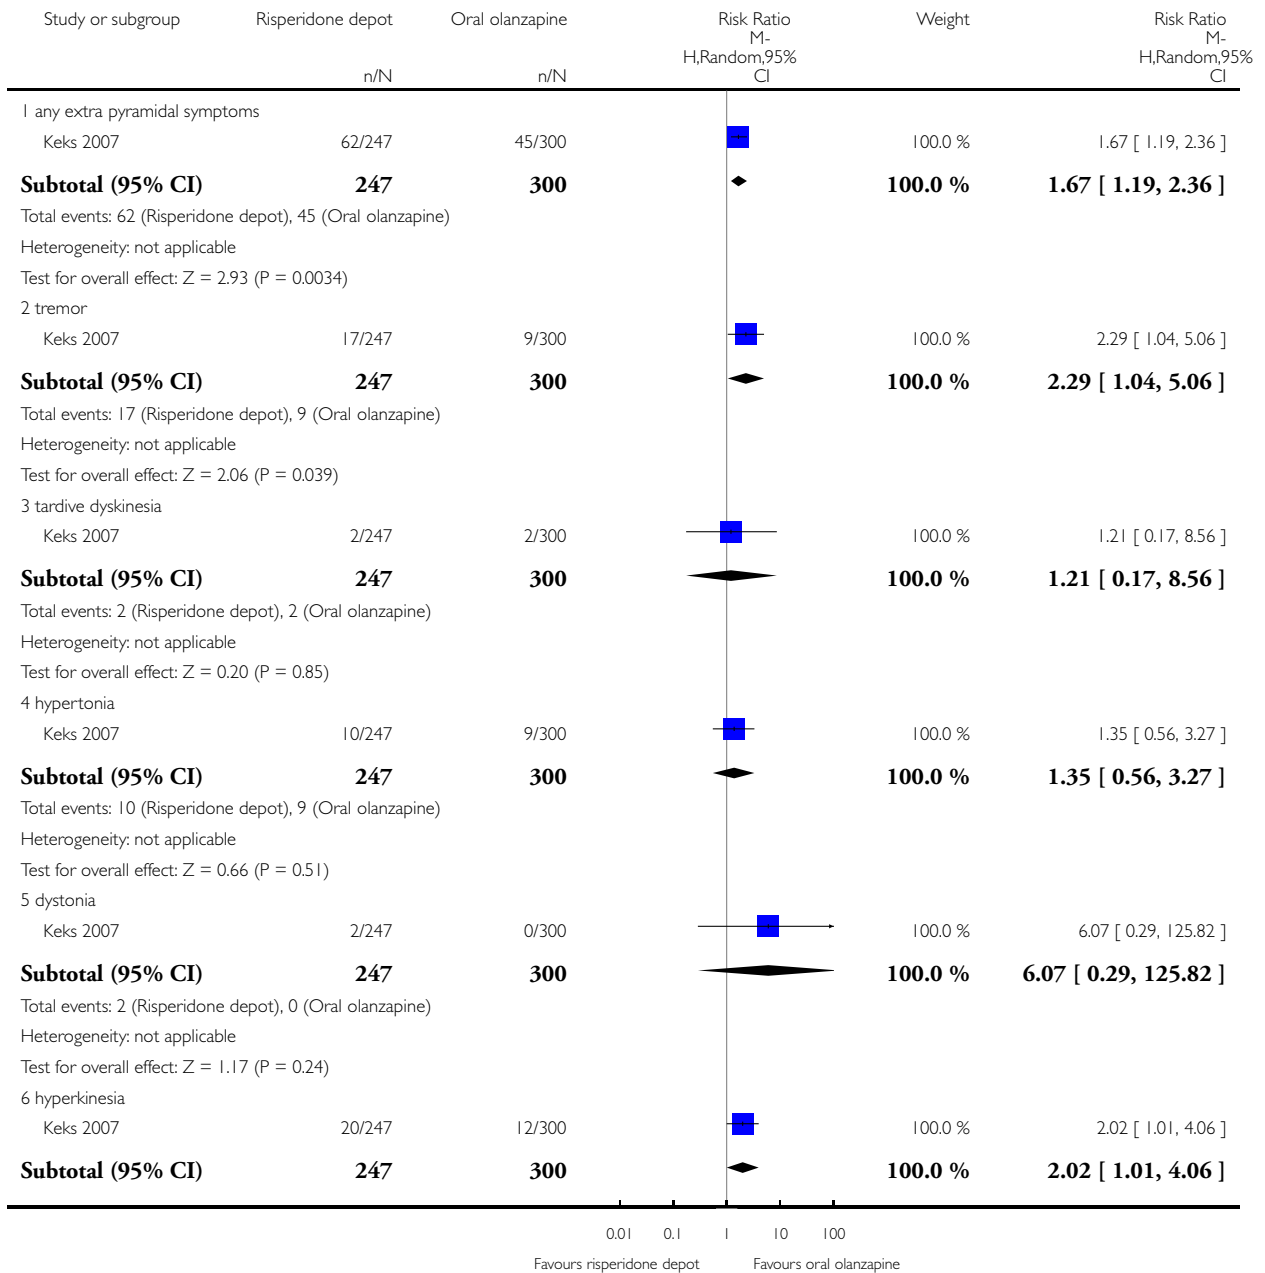 Study or subgroup Risperidone depot Oral olanzapine Risk Ratio Weight Risk Ratio
M- M-
H,Random,95% H,Random,95%
n/N n/N CI CI
1 any extra pyramidal symptoms
Keks 2007 62/247 45/300 100.0 % 1.67 [ 1.19, 2.36 ]
Subtotal (95% CI) 247 300 100.0 % 1.67 [ 1.19, 2.36 ]
Total events: 62 (Risperidone depot), 45 (Oral olanzapine)
Heterogeneity: not applicable
Test for overall effect: Z = 2.93 (P = 0.0034)
2 tremor
Keks 2007 17/247 9/300 100.0 % 2.29 [ 1.04, 5.06 ]
Subtotal (95% CI) 247 300 100.0 % 2.29 [ 1.04, 5.06 ]
Total events: 17 (Risperidone depot), 9 (Oral olanzapine)
Heterogeneity: not applicable
Test for overall effect: Z = 2.06 (P = 0.039)
3 tardive dyskinesia
Keks 2007 2/247 2/300 100.0 % 1.21 [ 0.17, 8.56 ]
Subtotal (95% CI) 247 300 100.0 % 1.21 [ 0.17, 8.56 ]
Total events: 2 (Risperidone depot), 2 (Oral olanzapine)
Heterogeneity: not applicable
Test for overall effect: Z = 0.20 (P = 0.85)
4 hypertonia
Keks 2007 10/247 9/300 100.0 % 1.35 [ 0.56, 3.27 ]
Subtotal (95% CI) 247 300 100.0 % 1.35 [ 0.56, 3.27 ]
Total events: 10 (Risperidone depot), 9 (Oral olanzapine)
Heterogeneity: not applicable
Test for overall effect: Z = 0.66 (P = 0.51)
5 dystonia
Keks 2007 2/247 0/300 100.0 % 6.07 [ 0.29, 125.82 ]
Subtotal (95% CI) 247 300 100.0 % 6.07 [ 0.29, 125.82 ]
Total events: 2 (Risperidone depot), 0 (Oral olanzapine)
Heterogeneity: not applicable
Test for overall effect: Z = 1.17 (P = 0.24)
6 hyperkinesia
Keks 2007 20/247 12/300 100.0 % 2.02 [ 1.01, 4.06 ]
Subtotal (95% CI) 247 300 100.0 % 2.02 [ 1.01, 4.06 ]
0.01 0.1 1 10 100
Favours risperidone depot Favours oral olanzapine